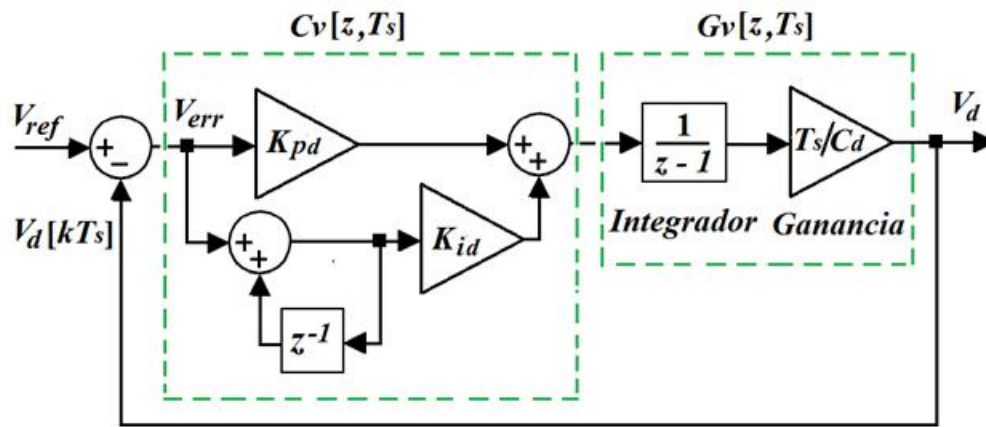 Cv[z,Ts]
Gv[z,Ts]
Vref
+
-
Verr
Kpd
+
+
1
z - 1
Ts/Cd
Vd
Vd[kTs]
+
+
Kid
Integrador
Ganancia
z-1